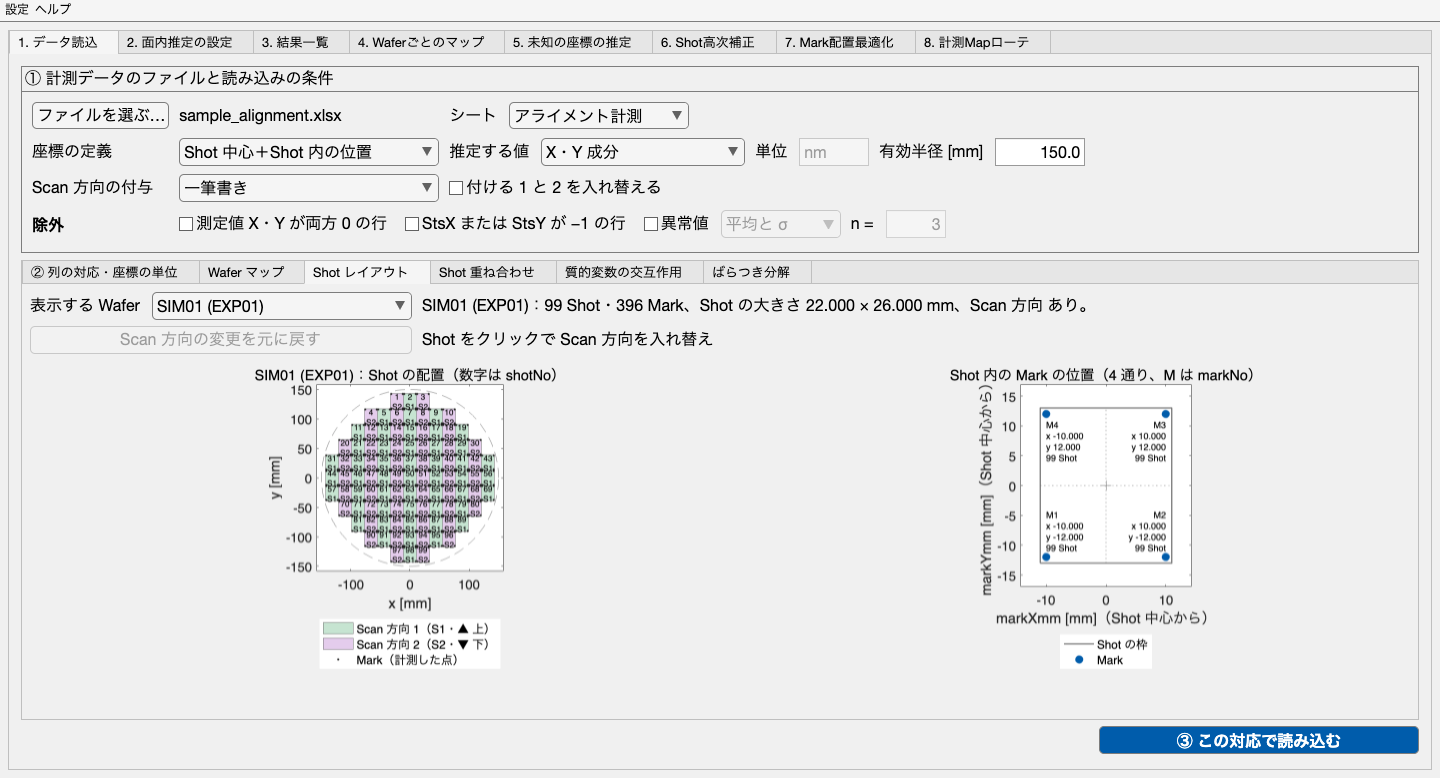 設定 ヘルプ
1. データ読込 2. 面内推定の設定 3. 結果一覧 4. Waferごとのマップ 5. 未知の座標の推定 6. Shot高次補正 7. Mark配置最適化 8. 計測Mapローテ
① 計測データのファイルと読み込みの条件
ファイルを選ぶ... sample_alignment.xlsx シート アライメント計測
座標の定義 Shot 中心＋Shot 内の位置 推定する値 X・Y 成分 単位 nm 有効半径 [mm] 150.0
Scan 方向の付与 一筆書き 付ける 1 と 2 を入れ替える
除外 測定値 X・Y が両方 0 の行 StsX または StsY が −1 の行 異常値 平均と σ n = 3
② 列の対応・座標の単位 Wafer マップ Shot レイアウト Shot 重ね合わせ 質的変数の交互作用 ばらつき分解
表示する Wafer SIM01 (EXP01) SIM01 (EXP01)：99 Shot・396 Mark、Shot の大きさ 22.000 × 26.000 mm、Scan 方向 あり。
Scan 方向の変更を元に戻す Shot をクリックで Scan 方向を入れ替え
SIM01 (EXP01)：Shot の配置（数字は shotNo）
150
100
50
0
-50
-100
-150
y [mm]
-100 0 100
x [mm]
Scan 方向 1（S1・▲ 上）
Scan 方向 2（S2・▼ 下）
Mark（計測した点）
Shot 内の Mark の位置（4 通り、M は markNo）
15
10
5
0
-5
-10
-15
markYmm [mm]（Shot 中心から）
M4 M3
x -10.000 x 10.000
y 12.000 y 12.000
99 Shot 99 Shot
M1 M2
x -10.000 x 10.000
y -12.000 y -12.000
99 Shot 99 Shot
-10 0 10
markXmm [mm]（Shot 中心から）
Shot の枠
Mark
③ この対応で読み込む